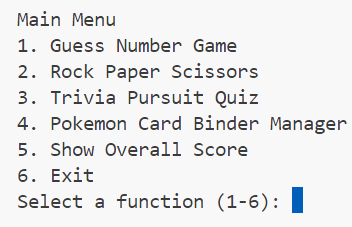 Main Menu
1. Guess Number Game
2. Rock Paper Scissors
3. Trivia Pursuit Quiz
4. Pokemon Card Binder Manager
5. Show Overall Score
6. Exit
Select a function (1-6):